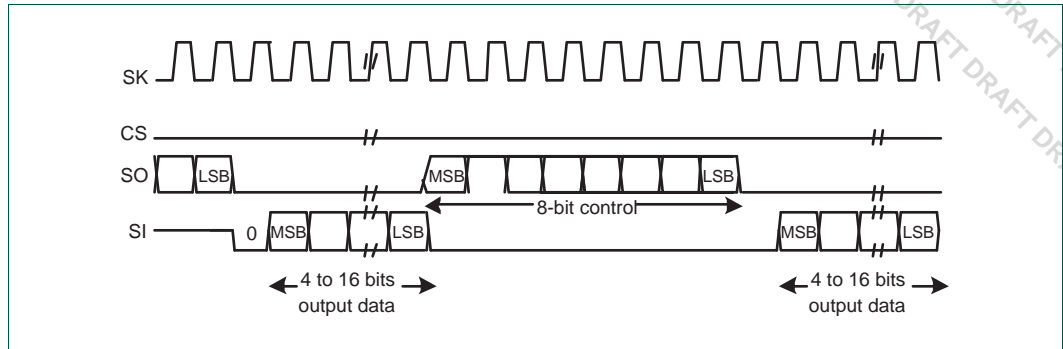 DRAFT DRAFT DRA
DRAFT
SK
CS
SO LSB MSB LSB
8-bit control
SI 0 MSB LSB MSB LSB
4 to 16 bits 4 to 16 bits
output data output data